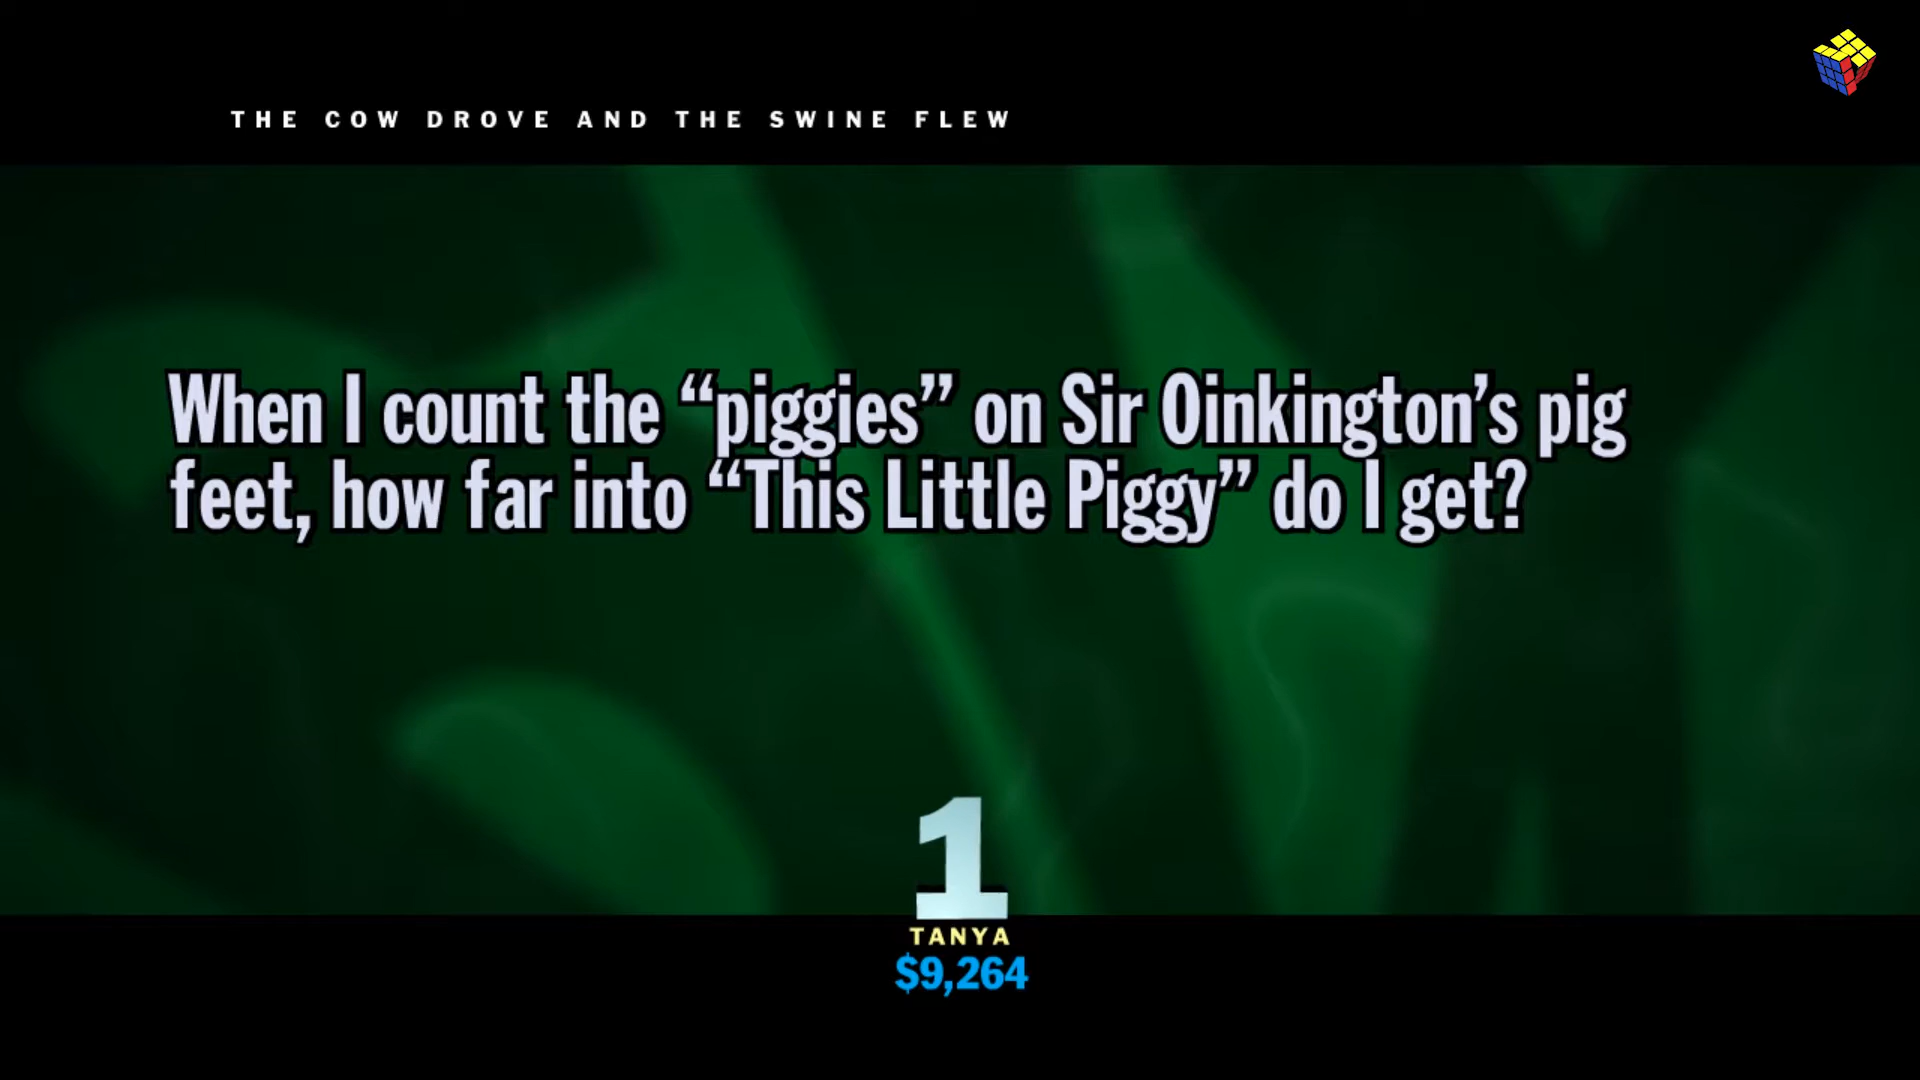 THE COW DROVE AND THE SWINE FLEW
When I count the “piggies” on Sir Oinkington’s pig
feet, how far into “This Little Piggy” do I get?
1
TANYA
$9,264